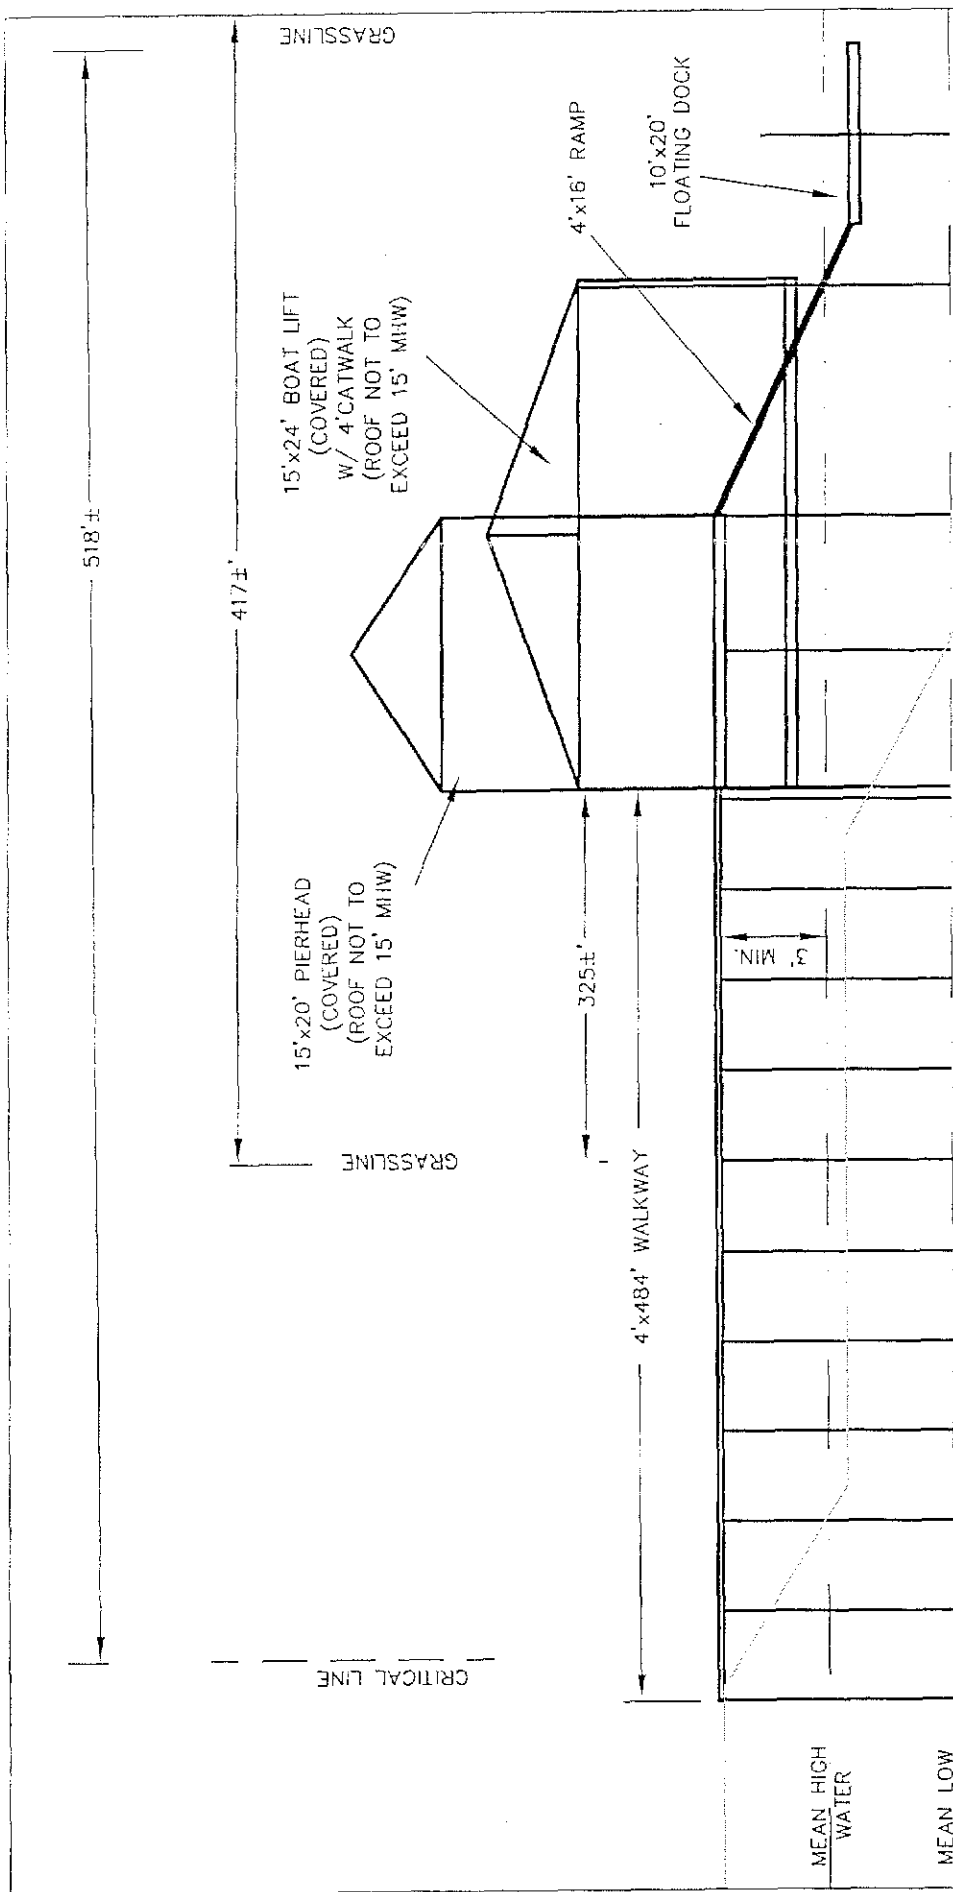 518'±
GRASSLINE
417±'
15'x24' BOAT LIFT
(COVERED)
W/ 4'CATWALK
(ROOF NOT TO
EXCEED 15' MHW)
4'x16' RAMP
10'x20'
FLOATING DOCK
15'x20' PIERHEAD
(COVERED)
(ROOF NOT TO
EXCEED 15' MHW)
GRASSLINE
325±'
4'x484' WALKWAY
3' MIN.
CRITICAL LINE
MEAN HIGH
WATER
MEAN LOW